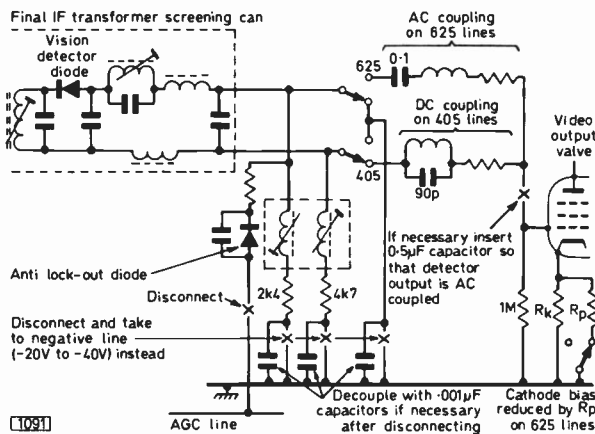 Final IF transformer screening can
Vision
detector
diode
AC coupling
on 625 lines
625
0·1
DC coupling
on 405 lines
405
90p
Video
output
valve
If necessary insert
0·5µF capacitor so
that detector
output is AC
coupled
Anti lock-out diode
Disconnect
2k4
4k7
1M
Rk
Rp
Disconnect and take
to negative line
(-20V to -40V) instead
Decouple with ·001µF
capacitors if necessary
after disconnecting
Cathode bias
reduced by Rp
on 625 lines
1091
AGC line